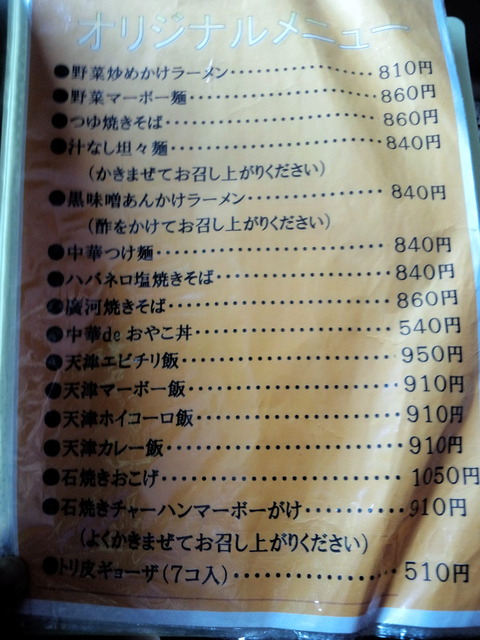 オリジナルメニュー
●野菜炒めかけラーメン‥‥‥‥‥‥‥810円
●野菜マーボー麺‥‥‥‥‥‥‥‥‥860円
●つゆ焼きそば‥‥‥‥‥‥‥‥‥‥860円
●汁なし坦々麺‥‥‥‥‥‥‥‥‥‥840円
(かきまぜてお召し上がりください)
●黒味噌あんかけラーメン‥‥‥‥‥‥840円
(酢をかけてお召し上がりください)
●中華つけ麺‥‥‥‥‥‥‥‥‥‥‥840円
●ハバネロ塩焼きそば‥‥‥‥‥‥‥‥840円
●廣河焼きそば‥‥‥‥‥‥‥‥‥‥860円
●中華de おやこ丼‥‥‥‥‥‥‥‥‥540円
●天津エビチリ飯‥‥‥‥‥‥‥‥‥950円
●天津マーボー飯‥‥‥‥‥‥‥‥‥910円
●天津ホイコーロ飯‥‥‥‥‥‥‥‥910円
●天津カレー飯‥‥‥‥‥‥‥‥‥‥910円
●石焼きおこげ‥‥‥‥‥‥‥‥‥‥1050円
●石焼きチャーハンマーボーがけ‥‥‥‥910円
(よくかきまぜてお召し上がりください)
●トリ皮ギョーザ(7コ入)‥‥‥‥‥‥510円